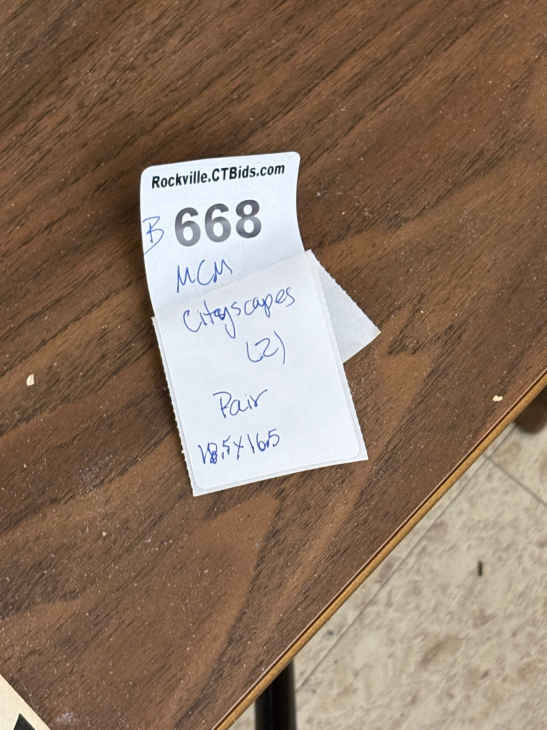 Rockville.CTBids.com
B 668
MCM
Cityscapes
(2)
Pair
18.5x16.5